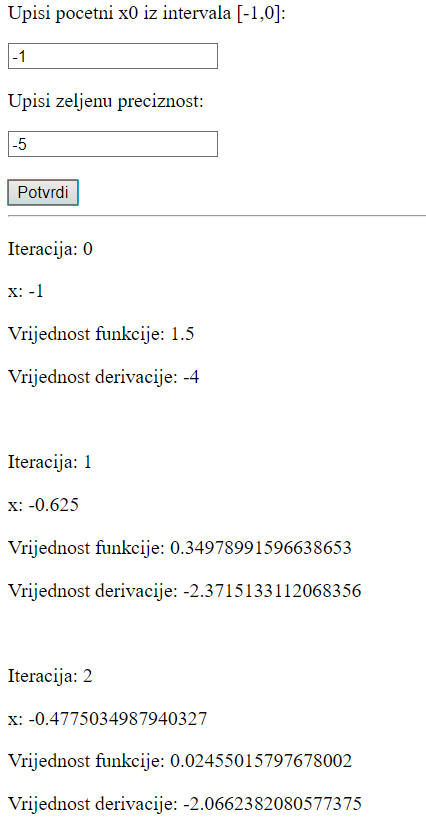 Upisi pocetni x0 iz intervala [-1,0]:
-1
Upisi zeljenu preciznost:
-5
Potvrdi
Iteracija: 0
x: -1
Vrijednost funkcije: 1.5
Vrijednost derivacije: -4
Iteracija: 1
x: -0.625
Vrijednost funkcije: 0.34978991596638653
Vrijednost derivacije: -2.3715133112068356
Iteracija: 2
x: -0.4775034987940327
Vrijednost funkcije: 0.02455015797678002
Vrijednost derivacije: -2.0662382080577375